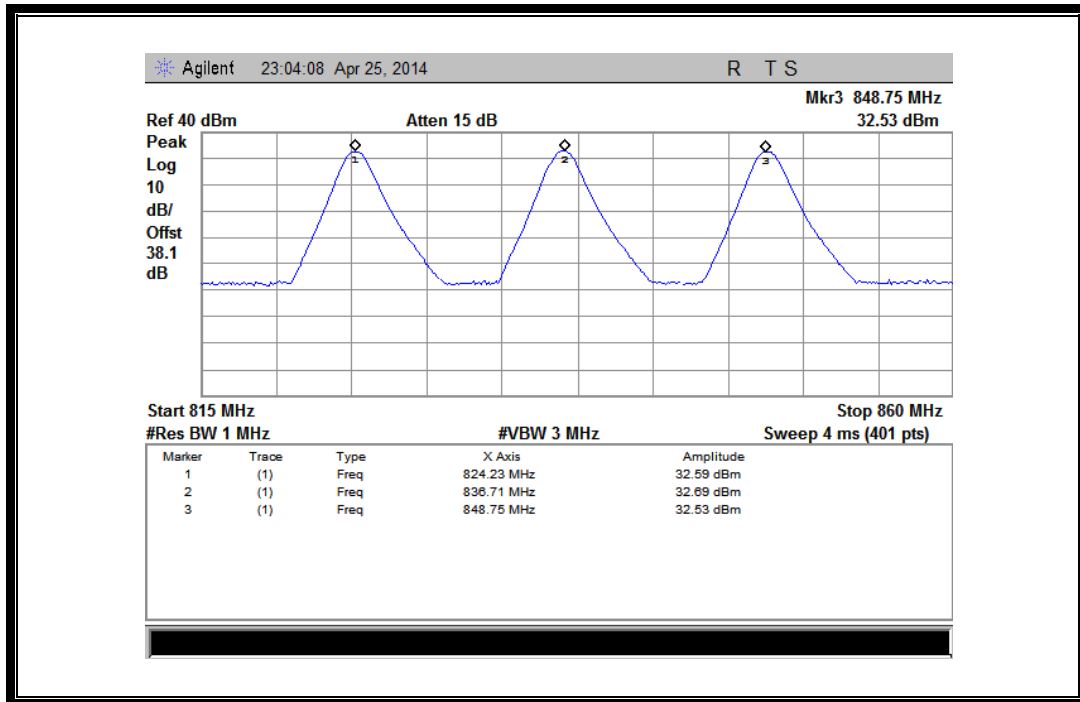 Agilent 23:04:08 Apr 25, 2014 R T S
Mkr3 848.75 MHz
Ref 40 dBm Atten 15 dB 32.53 dBm
Peak
Log
10
dB/
Offst
38.1
dB
1 2 3
Start 815 MHz Stop 860 MHz
#Res BW 1 MHz #VBW 3 MHz Sweep 4 ms (401 pts)
Marker Trace Type X Axis Amplitude
1 (1) Freq 824.23 MHz 32.59 dBm
2 (1) Freq 836.71 MHz 32.69 dBm
3 (1) Freq 848.75 MHz 32.53 dBm